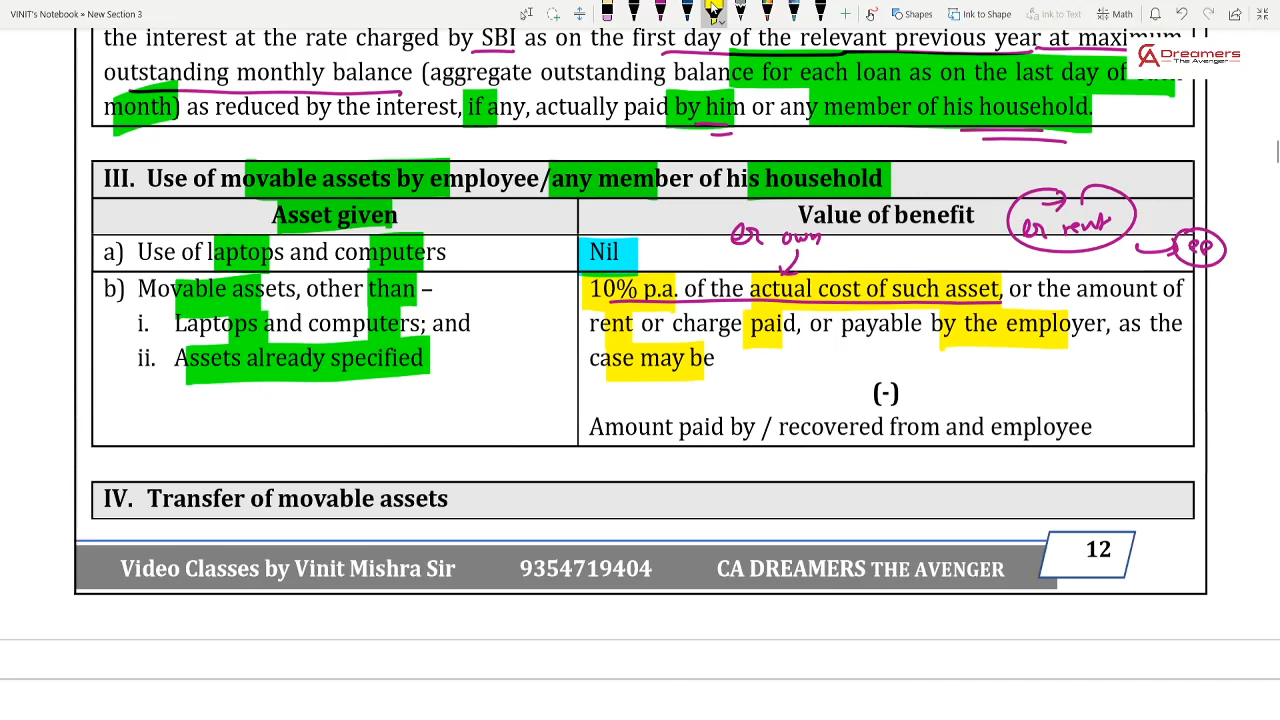 VINIT's Notebook » New Section 3
Shapes
Ink to Shape
Ink to Text
Math
the interest at the rate charged by SBI as on the first day of the relevant previous year at maximum
outstanding monthly balance (aggregate outstanding balance for each loan as on the last day of each
month) as reduced by the interest, if any, actually paid by him or any member of his household.
CA Dreamers
The Avenger
III. Use of movable assets by employee/any member of his household
Asset given
Value of benefit
er rent
a) Use of laptops and computers
Nil
er own
ee
b) Movable assets, other than –
i. Laptops and computers; and
ii. Assets already specified
10% p.a. of the actual cost of such asset, or the amount of
rent or charge paid, or payable by the employer, as the
case may be
(-)
Amount paid by / recovered from and employee
IV. Transfer of movable assets
12
Video Classes by Vinit Mishra Sir 9354719404 CA DREAMERS THE AVENGER